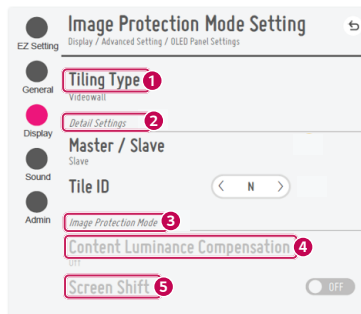 Image Protection Mode Setting
Display / Advanced Setting / OLED Panel Settings
EZ Setting
General
Display
Sound
Admin
Tiling Type 1
Videowall
Detail Settings 2
Master / Slave
Slave
Tile ID
< N >
Image Protection Mode 3
Content Luminance Compensation 4
Off
Screen Shift 5
OFF